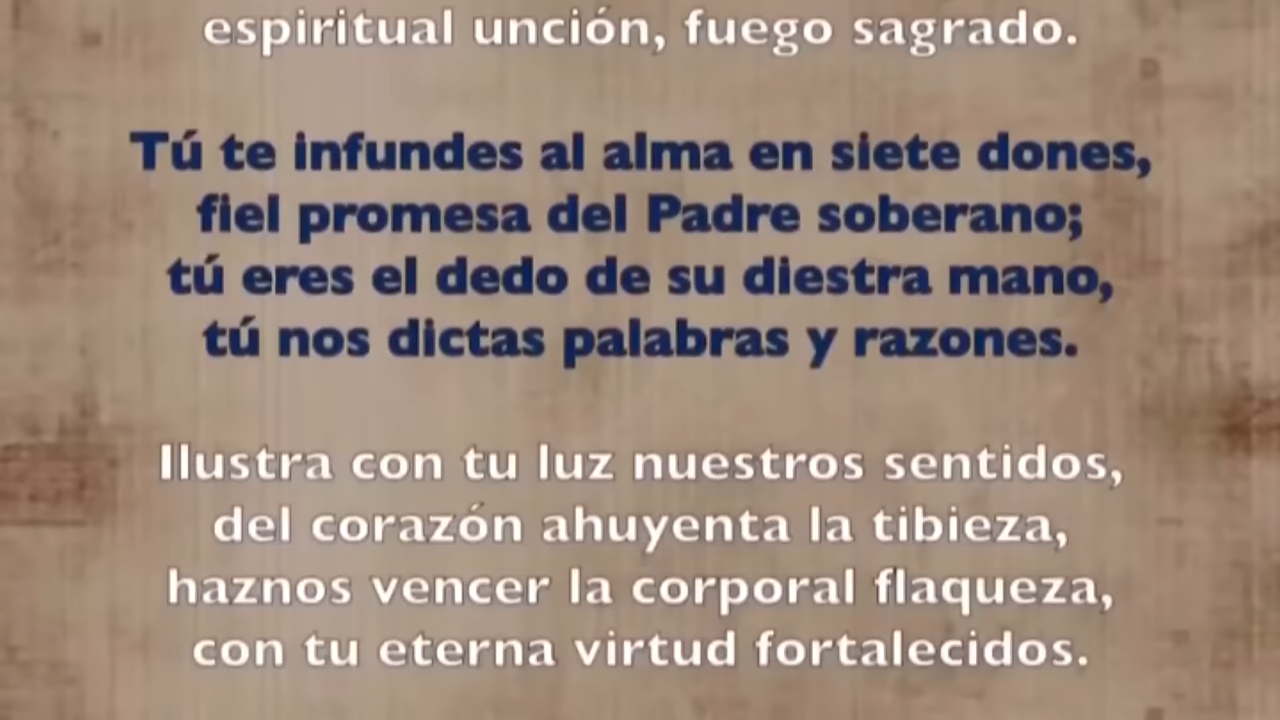 espiritual unción, fuego sagrado.
Tú te infundes al alma en siete dones,
fiel promesa del Padre soberano;
tú eres el dedo de su diestra mano,
tú nos dictas palabras y razones.
Ilustra con tu luz nuestros sentidos,
del corazón ahuyenta la tibieza,
haznos vencer la corporal flaqueza,
con tu eterna virtud fortalecidos.